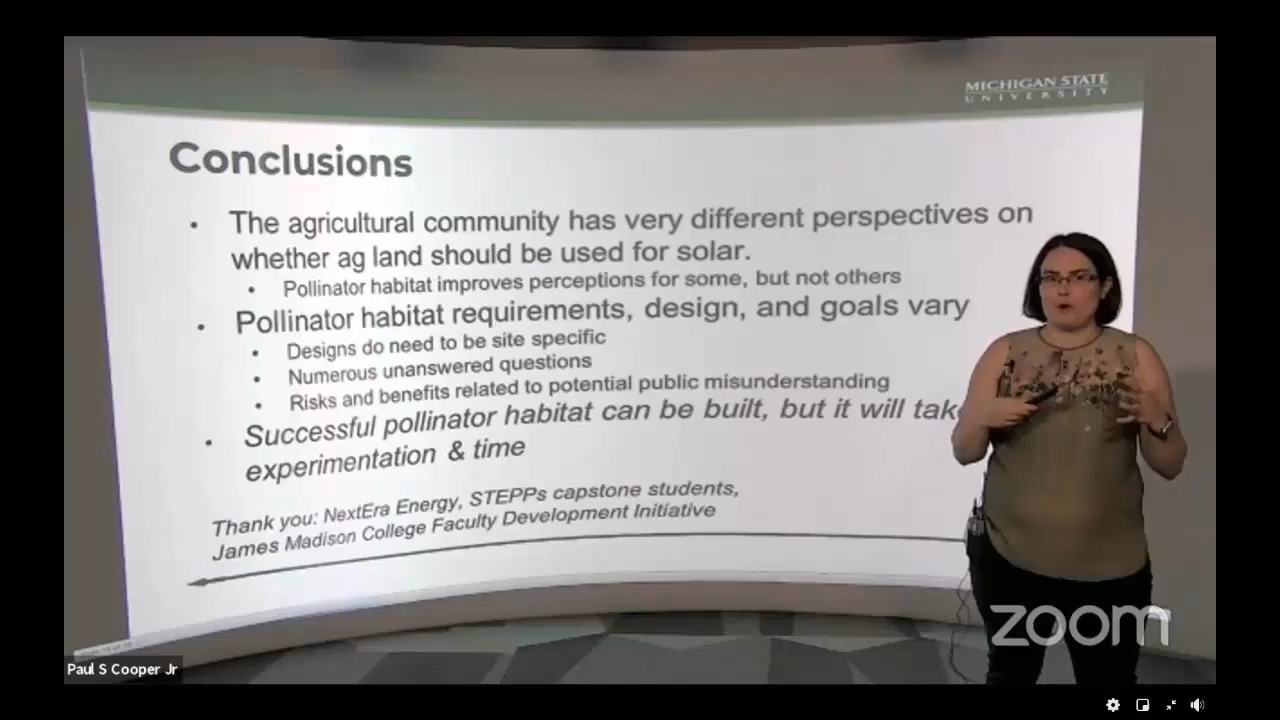 MICHIGAN STATE
UNIVERSITY
Conclusions
• The agricultural community has very different perspectives on
whether ag land should be used for solar.
• Pollinator habitat improves perceptions for some, but not others
• Pollinator habitat requirements, design, and goals vary
• Designs do need to be site specific
• Numerous unanswered questions
• Risks and benefits related to potential public misunderstanding
• Successful pollinator habitat can be built, but it will tak
experimentation & time
Thank you: NextEra Energy, STEPPs capstone students,
James Madison College Faculty Development Initiative
zoom
Paul S Cooper Jr